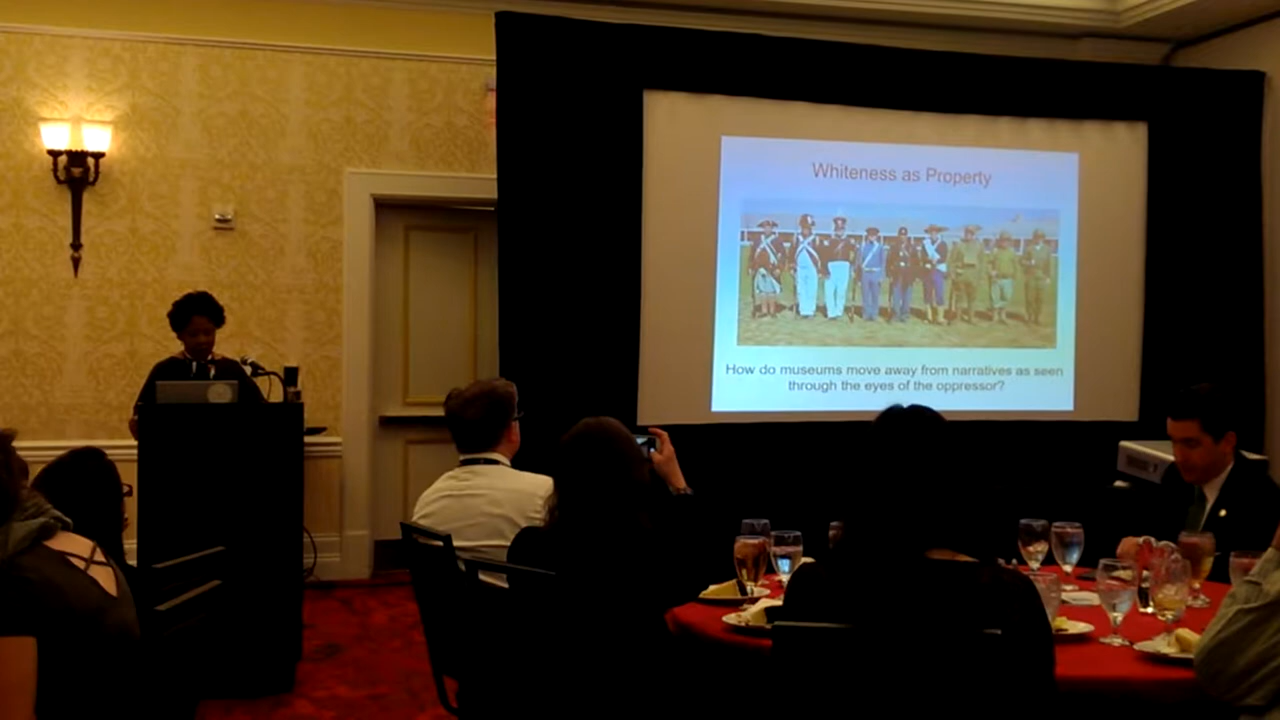 Whiteness as Property
How do museums move away from narratives as seen
through the eyes of the oppressor?